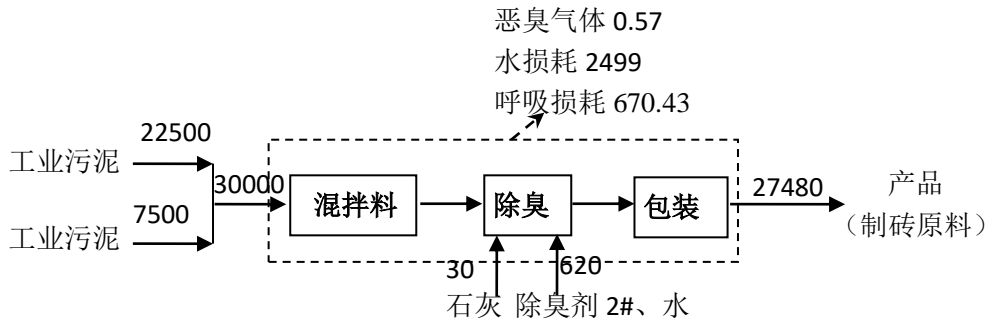 恶臭气体 0.57
水损耗 2499
呼吸损耗 670.43
22500
工业污泥
30000
7500
工业污泥
混拌料
除臭
包装
27480
产品
（制砖原料）
30
620
石灰 除臭剂 2#、水